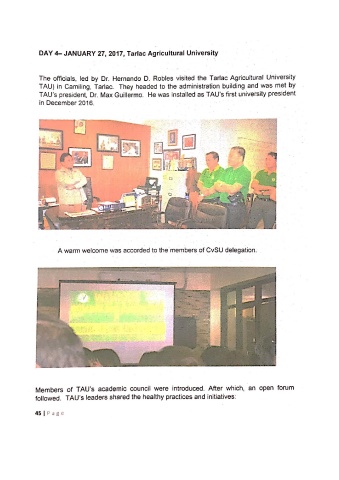 DAY 4– JANUARY 27, 2017, Tarlac Agricultural University
The officials, led by Dr. Hernando D. Robles visited the Tarlac Agricultural University
TAU) in Camiling, Tarlac. They headed to the administration building and was met by
TAU's president, Dr. Max Guillermo. He was installed as TAU's first university president
in December 2016.
A warm welcome was accorded to the members of CvSU delegation.
Members of TAU's academic council were introduced. After which, an open forum
followed. TAU's leaders shared the healthy practices and initiatives.
45 | Page